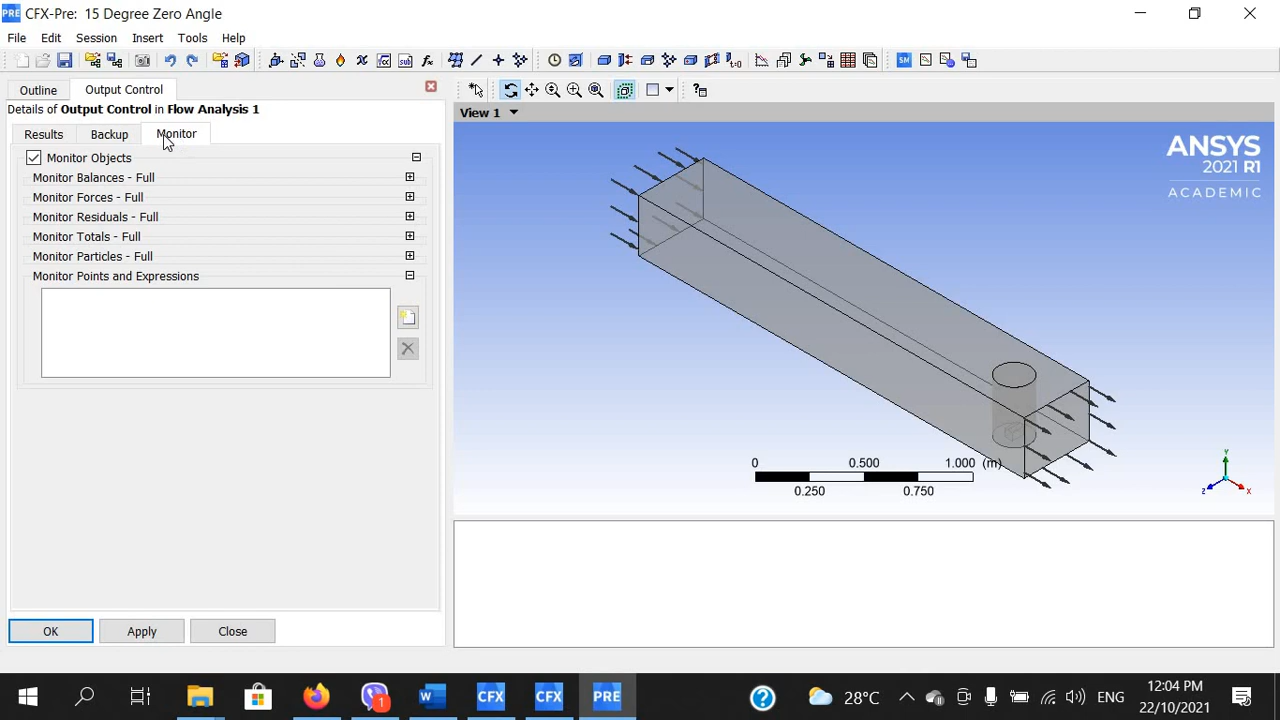 CFX-Pre: 15 Degree Zero Angle
File Edit Session Insert Tools Help
Outline Output Control
Details of Output Control in Flow Analysis 1
Results Backup Monitor
Monitor Objects
Monitor Balances - Full
Monitor Forces - Full
Monitor Residuals - Full
Monitor Totals - Full
Monitor Particles - Full
Monitor Points and Expressions
OK Apply Close
View 1
ANSYS
2021 R1
ACADEMIC
0 0.500 1.000 (m)
0.250 0.750
Y
Z X
CFX CFX PRE
28°C
ENG
12:04 PM
22/10/2021